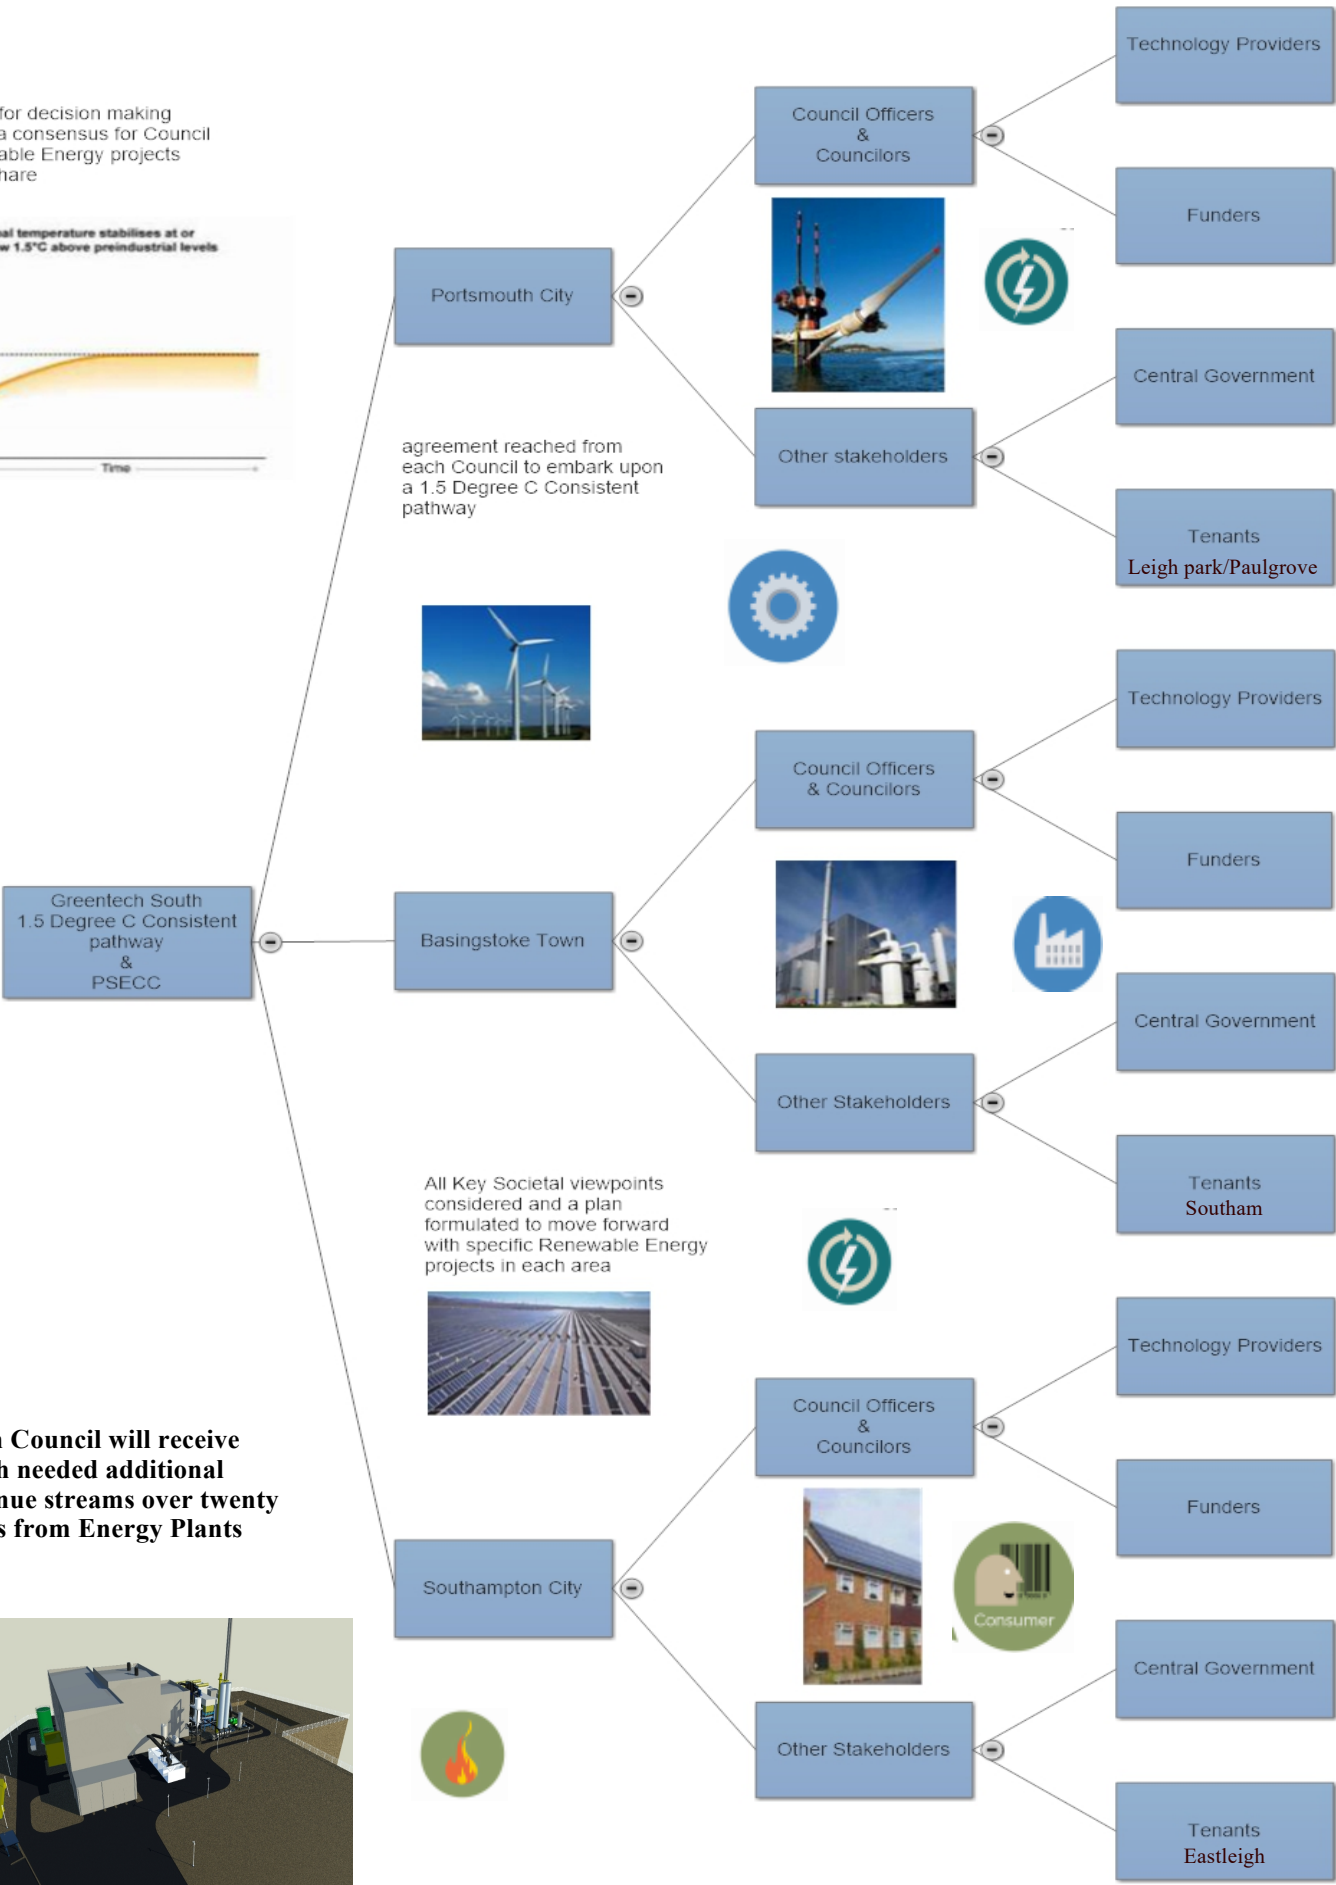 for decision making
a consensus for Council
able Energy projects
hare
al temperature stabilises at or
w 1.5°C above preindustrial levels
Time
Greentech South
1.5 Degree C Consistent
pathway
&
PSECC
Council will receive
h needed additional
nue streams over twenty
s from Energy Plants
Portsmouth City
agreement reached from
each Council to embark upon
a 1.5 Degree C Consistent
pathway
Basingstoke Town
All Key Societal viewpoints
considered and a plan
formulated to move forward
with specific Renewable Energy
projects in each area
Southampton City
Council Officers
&
Councilors
Other stakeholders
Council Officers
& Councilors
Other Stakeholders
Council Officers
&
Councilors
Consumer
Other Stakeholders
Technology Providers
Funders
Central Government
Tenants
Leigh park/Paulgrove
Technology Providers
Funders
Central Government
Tenants
Southam
Technology Providers
Funders
Central Government
Tenants
Eastleigh